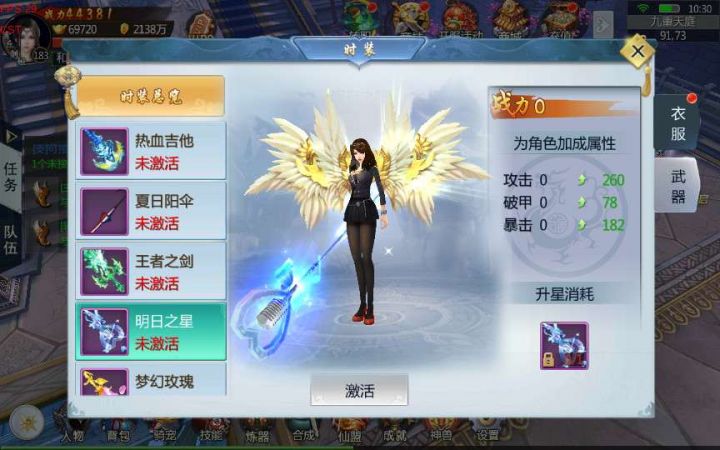 战力44381
69720
2138万
183
10:30
九重天庭
91,73
时装
时装总览
热血吉他
未激活
夏日阳伞
未激活
王者之剑
未激活
明日之星
未激活
梦幻玫瑰
激活
战力0
为角色加成属性
攻击 0 260
破甲 0 78
暴击 0 182
升星消耗
衣服
武器
任务
队伍
人物
背包
骑宠
技能
炼器
合成
仙盟
成就
神兽
设置